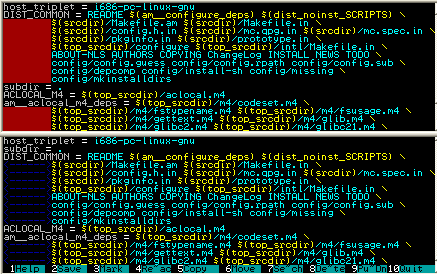 host_triplet = i686-pc-linux-gnu
DIST_COMMON = README $(am__configure_deps) $(dist_noinst_SCRIPTS) \
$(srcdir)/Makefile.am $(srcdir)/Makefile.in \
$(srcdir)/config.h.in $(srcdir)/mc.qpg.in $(srcdir)/mc.spec.in \
$(srcdir)/pkginfo.in $(srcdir)/prototype.in \
$(top_srcdir)/configure $(top_srcdir)/intl/Makefile.in \
ABOUT-NLS AUTHORS COPYING ChangeLog INSTALL NEWS TODO \
config/config.guess config/config.rpath config/config.sub \
config/depcomp config/install-sh config/missing \
config/mkinstalldirs
subdir = .
ACLOCAL_M4 = $(top_srcdir)/aclocal.m4
am__aclocal_m4_deps = $(top_srcdir)/m4/codeset.m4 \
$(top_srcdir)/m4/fstypename.m4 $(top_srcdir)/m4/fsusage.m4 \
$(top_srcdir)/m4/gettext.m4 $(top_srcdir)/m4/glib.m4 \
$(top_srcdir)/m4/glibc2.m4 $(top_srcdir)/m4/glibc21.m4 \
host_triplet = i686-pc-linux-gnu
subdir = .
DIST_COMMON = README $(am__configure_deps) $(dist_noinst_SCRIPTS) \
$(srcdir)/Makefile.am $(srcdir)/Makefile.in \
$(srcdir)/config.h.in $(srcdir)/mc.qpg.in $(srcdir)/mc.spec.in \
$(srcdir)/pkginfo.in $(srcdir)/prototype.in \
$(top_srcdir)/configure $(top_srcdir)/intl/Makefile.in \
ABOUT-NLS AUTHORS COPYING ChangeLog INSTALL NEWS TODO \
config/config.guess config/config.rpath config/config.sub \
config/depcomp config/install-sh config/missing \
config/mkinstalldirs
ACLOCAL_M4 = $(top_srcdir)/aclocal.m4
am__aclocal_m4_deps = $(top_srcdir)/m4/codeset.m4 \
$(top_srcdir)/m4/fstypename.m4 $(top_srcdir)/m4/fsusage.m4 \
$(top_srcdir)/m4/gettext.m4 $(top_srcdir)/m4/glib.m4 \
$(top_srcdir)/m4/glibc2.m4 $(top_srcdir)/m4/glibc21.m4 \
1Help 2Save 3Mark 4Re~ac 5Copy 6Move 7Se~ch 8De~te 9 10Quit